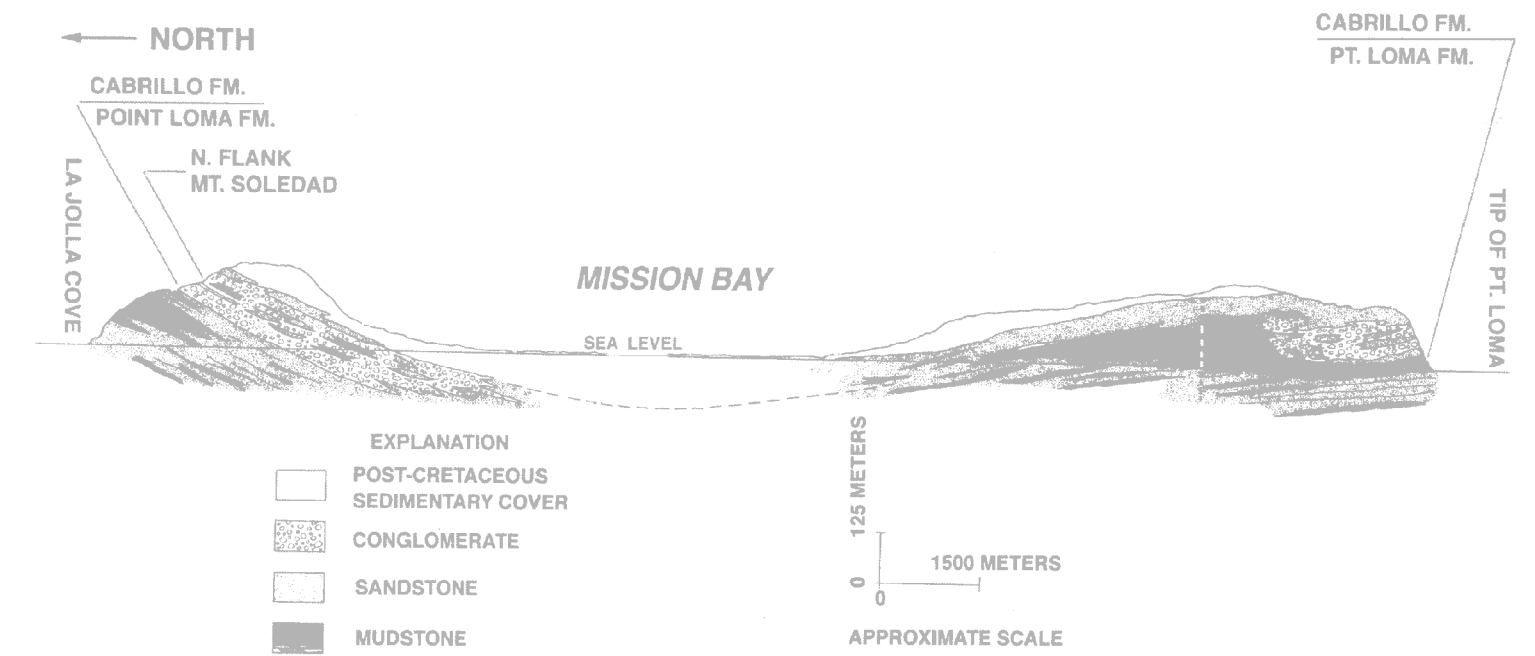 NORTH
CABRILLO FM.
POINT LOMA FM.
N. FLANK
MT. SOLEDAD
LA JOLLA COVE
MISSION BAY
SEA LEVEL
CABRILLO FM.
PT. LOMA FM.
TIP OF PT. LOMA
EXPLANATION
POST-CRETACEOUS
SEDIMENTARY COVER
CONGLOMERATE
SANDSTONE
MUDSTONE
125 METERS
0
1500 METERS
0
APPROXIMATE SCALE